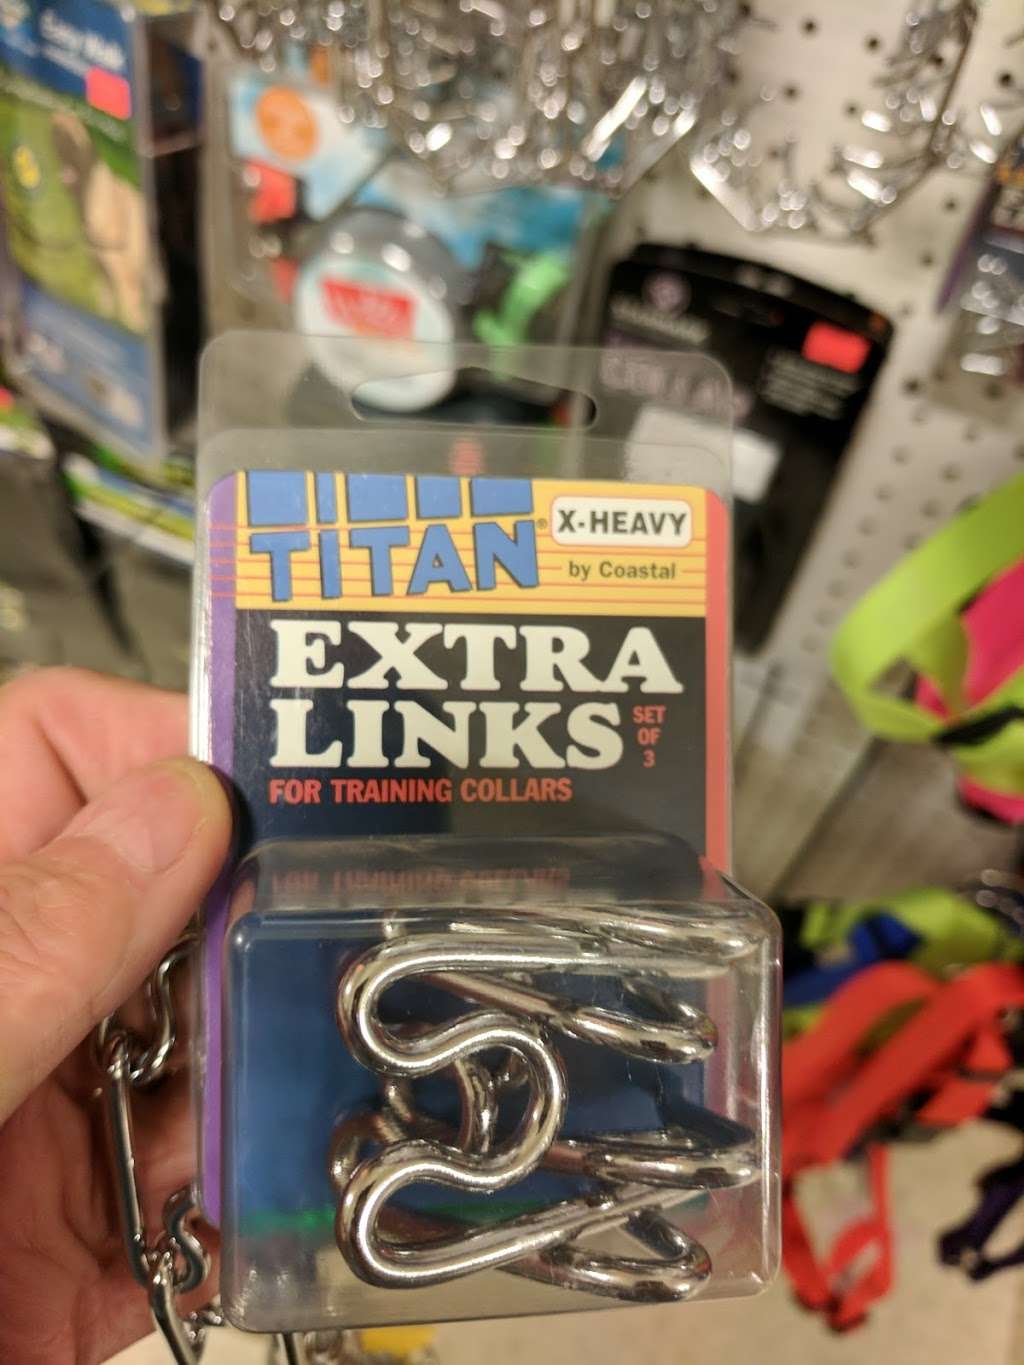 TITAN®
X-HEAVY
by Coastal
EXTRA
LINKS
SET
OF
3
FOR TRAINING COLLARS